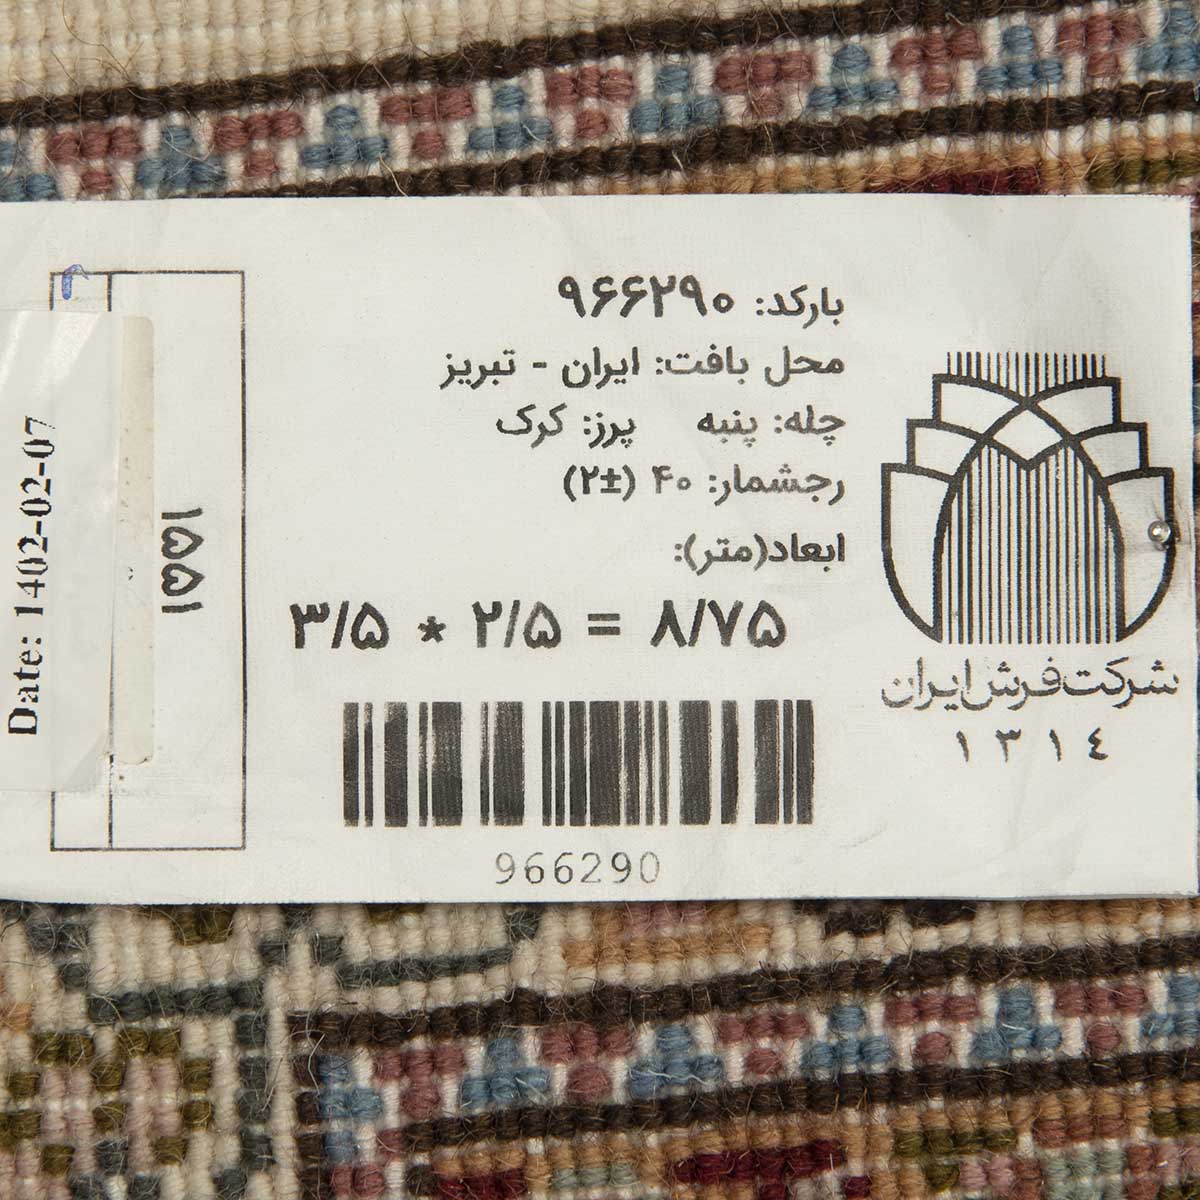 بارکد: ۹۶۶۲۹۰
محل بافت: ایران - تبریز
چله: پنبه پرز: کرک
رجشمار: ۴۰ (±۲)
ابعاد(متر):
۳/۵ * ۲/۵ = ۸/۷۵
966290
شرکت فرش ایران
۱۳۱٤
۱۵۵۱
Date: 1402-02-07